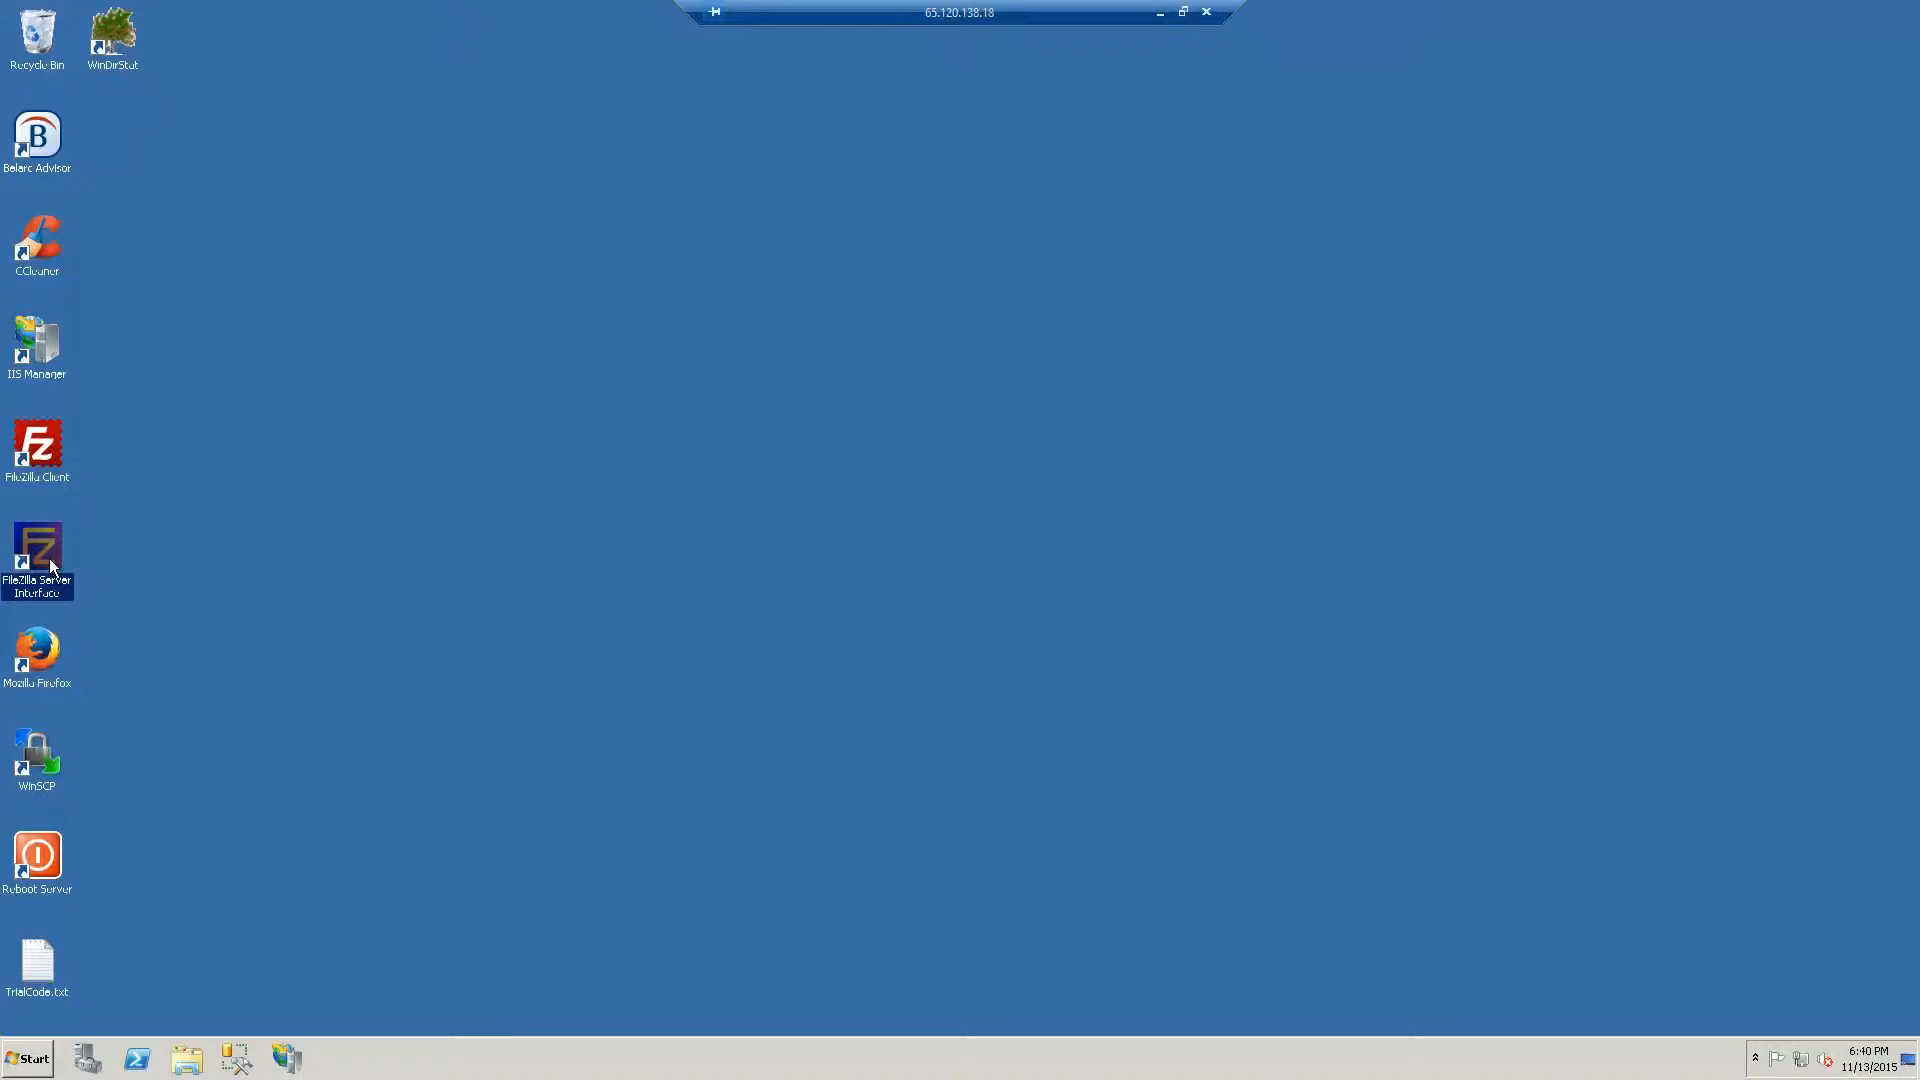 65.120.138.18
Recycle Bin
WinDirStat
Belarc Advisor
CCleaner
IIS Manager
FileZilla Client
FileZilla Server
Interface
Mozilla Firefox
WinSCP
Reboot Server
TrialCode.txt
Start
6:40 PM
11/13/2015